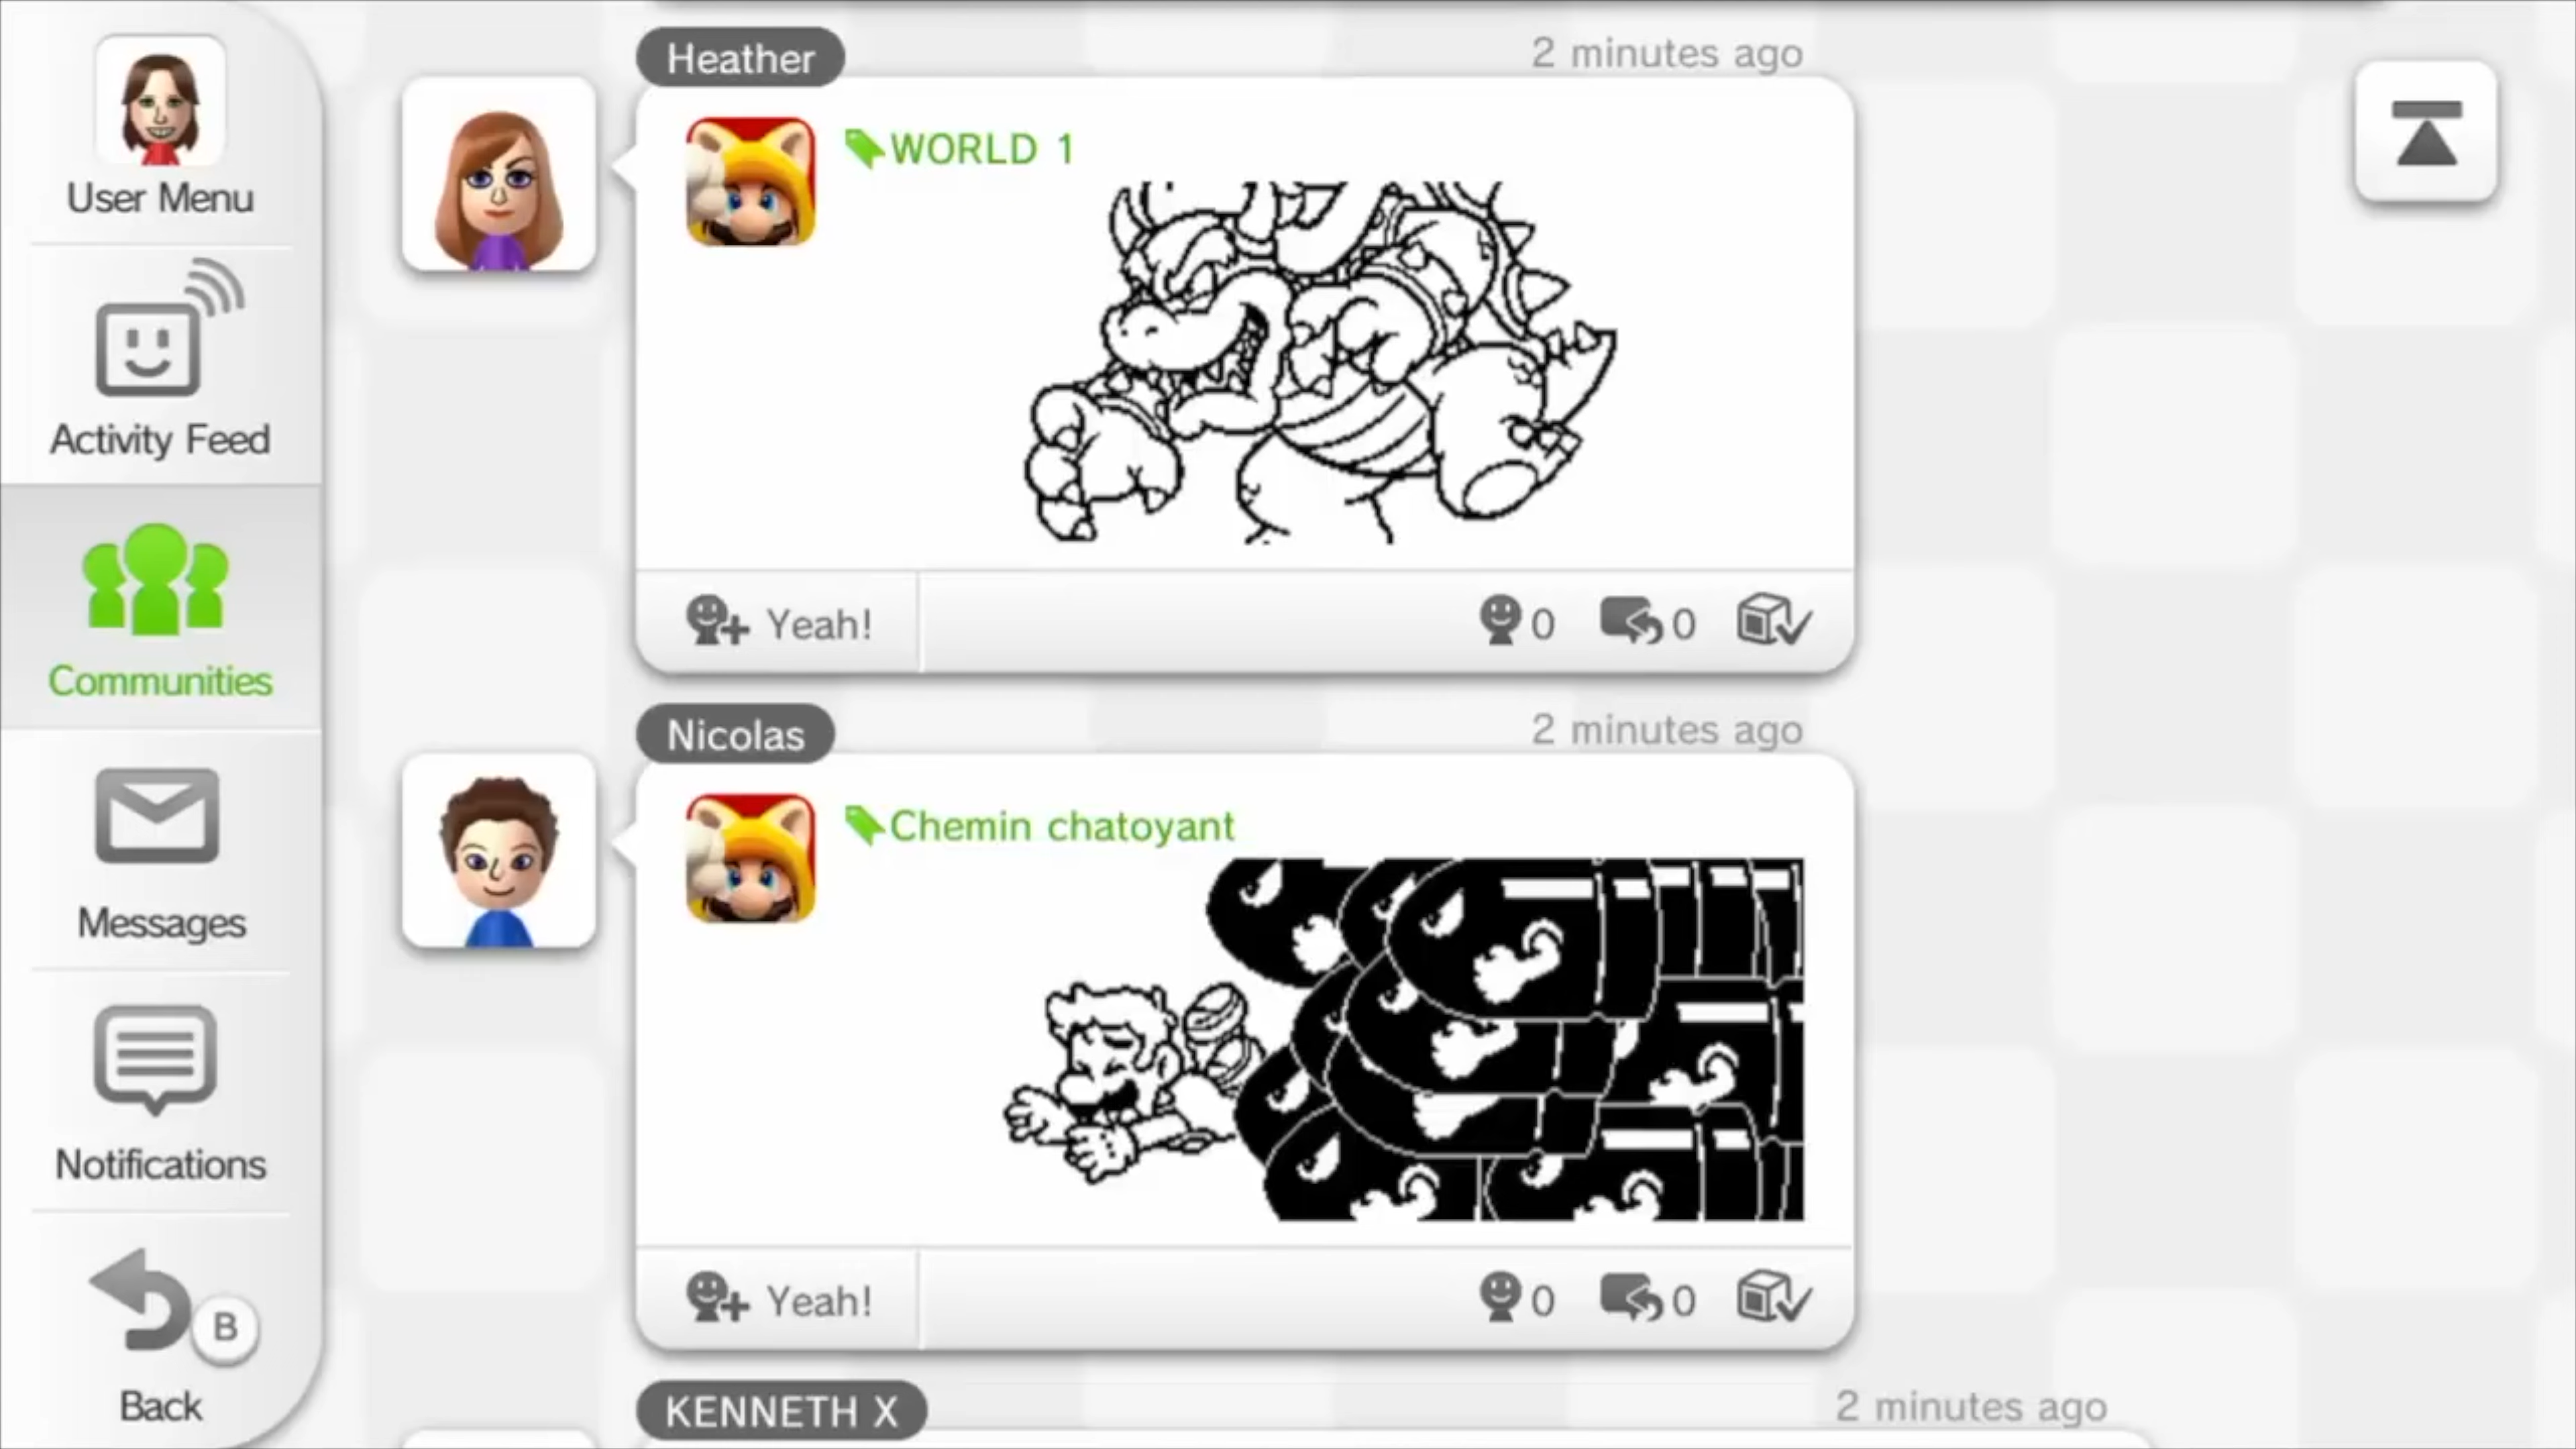 User Menu
Activity Feed
Communities
Messages
Notifications
B
Back
Heather
2 minutes ago
WORLD 1
Yeah!
0
0
Nicolas
2 minutes ago
Chemin chatoyant
Yeah!
0
0
KENNETH X
2 minutes ago